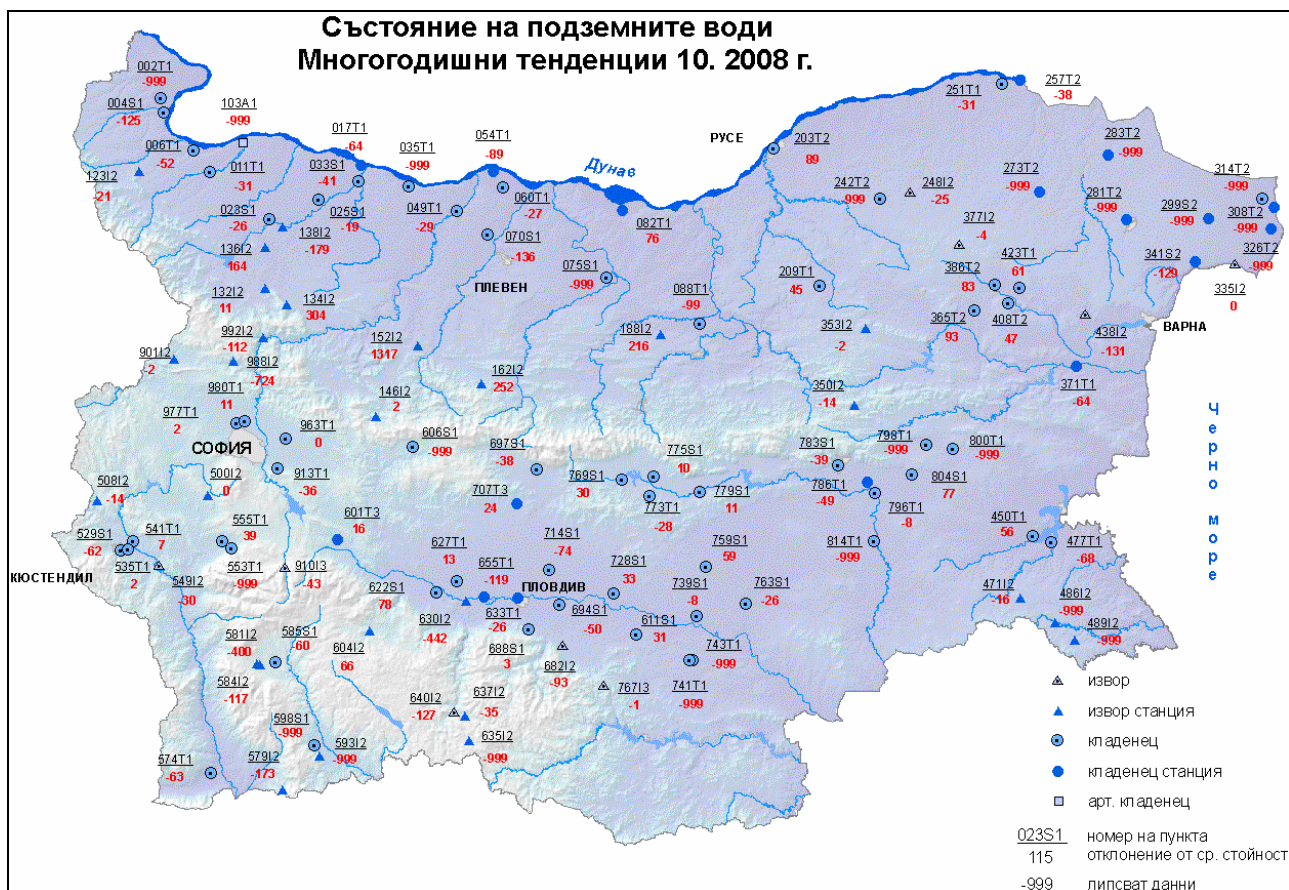 Състояние на подземните води
Многогодишни тенденции 10. 2008 г.
002T1
-999
004S1
-125
103A1
-999
006T1
-52
011T1
-31
123I2
-21
017T1
-64
033S1
-41
035T1
-999
054T1
-89
023S1
-26
025S1
-19
138I2
-179
136I2
164
049T1
-29
060T1
-27
070S1
-136
132I2
11
134I2
304
075S1
-999
ПЛЕВЕН
Дунав
082T1
76
РУСЕ
203T2
89
251T1
-31
257T2
-38
283T2
-999
273T2
-999
242T2
-999
248I2
-25
377I2
-4
281T2
-999
299S2
-999
314T2
-999
308T2
-999
326T2
-999
341S2
-129
335I2
0
423T1
61
386T2
83
209T1
45
088T1
-99
365T2
93
408T2
47
ВАРНА
438I2
-131
353I2
-2
188I2
216
371T1
-64
350I2
-14
992I2
-112
901I2
-2
988I2
-724
152I2
1317
162I2
252
146I2
2
980T1
11
977T1
2
963T1
0
СОФИЯ
606S1
-999
697S1
-38
775S1
10
783S1
-39
798T1
-999
800T1
-999
500I2
0
913T1
-36
508I2
-14
769S1
30
779S1
11
786T1
-49
804S1
77
707T3
24
773T1
-28
796T1
-8
601T3
16
555T1
39
541T1
7
529S1
-62
КЮСТЕНДИЛ
535T1
2
549I2
30
553T1
-999
910I3
-43
627T1
13
714S1
-74
759S1
59
814T1
-999
450T1
56
477T1
-68
655T1
-119
ПЛОВДИВ
728S1
33
622S1
78
739S1
-8
763S1
-26
471I2
-16
486I2
-999
489I2
-999
630I2
-442
633T1
-26
694S1
-50
611S1
31
581I2
-400
585S1
-60
604I2
66
688S1
3
682I2
-93
743T1
-999
584I2
-117
640I2
-127
637I2
-35
767I3
-1
741T1
-999
598S1
-999
593I2
-999
635I2
-999
574T1
-63
579I2
-173
Черно море
извор
извор станция
кладенец
кладенец станция
арт. кладенец
023S1 номер на пункта
115 отклонение от ср. стойност
-999 липсват данни